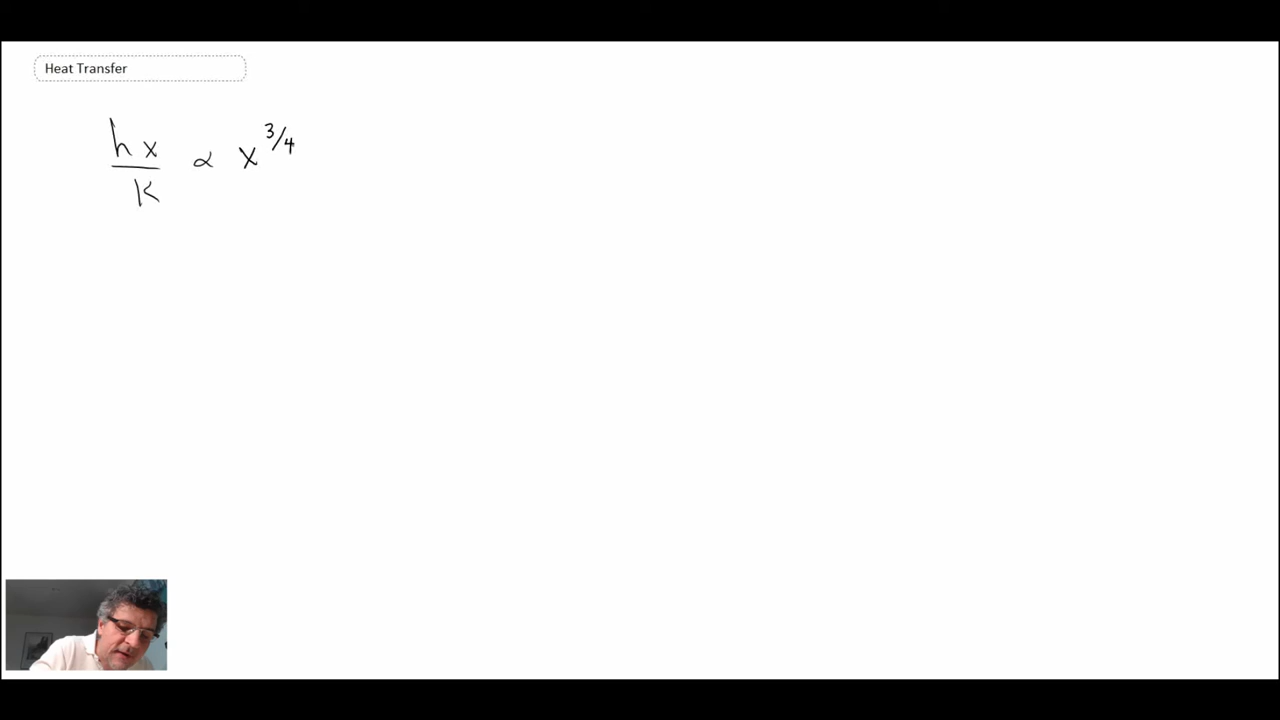 Heat Transfer
hx/K ∝ x^3/4